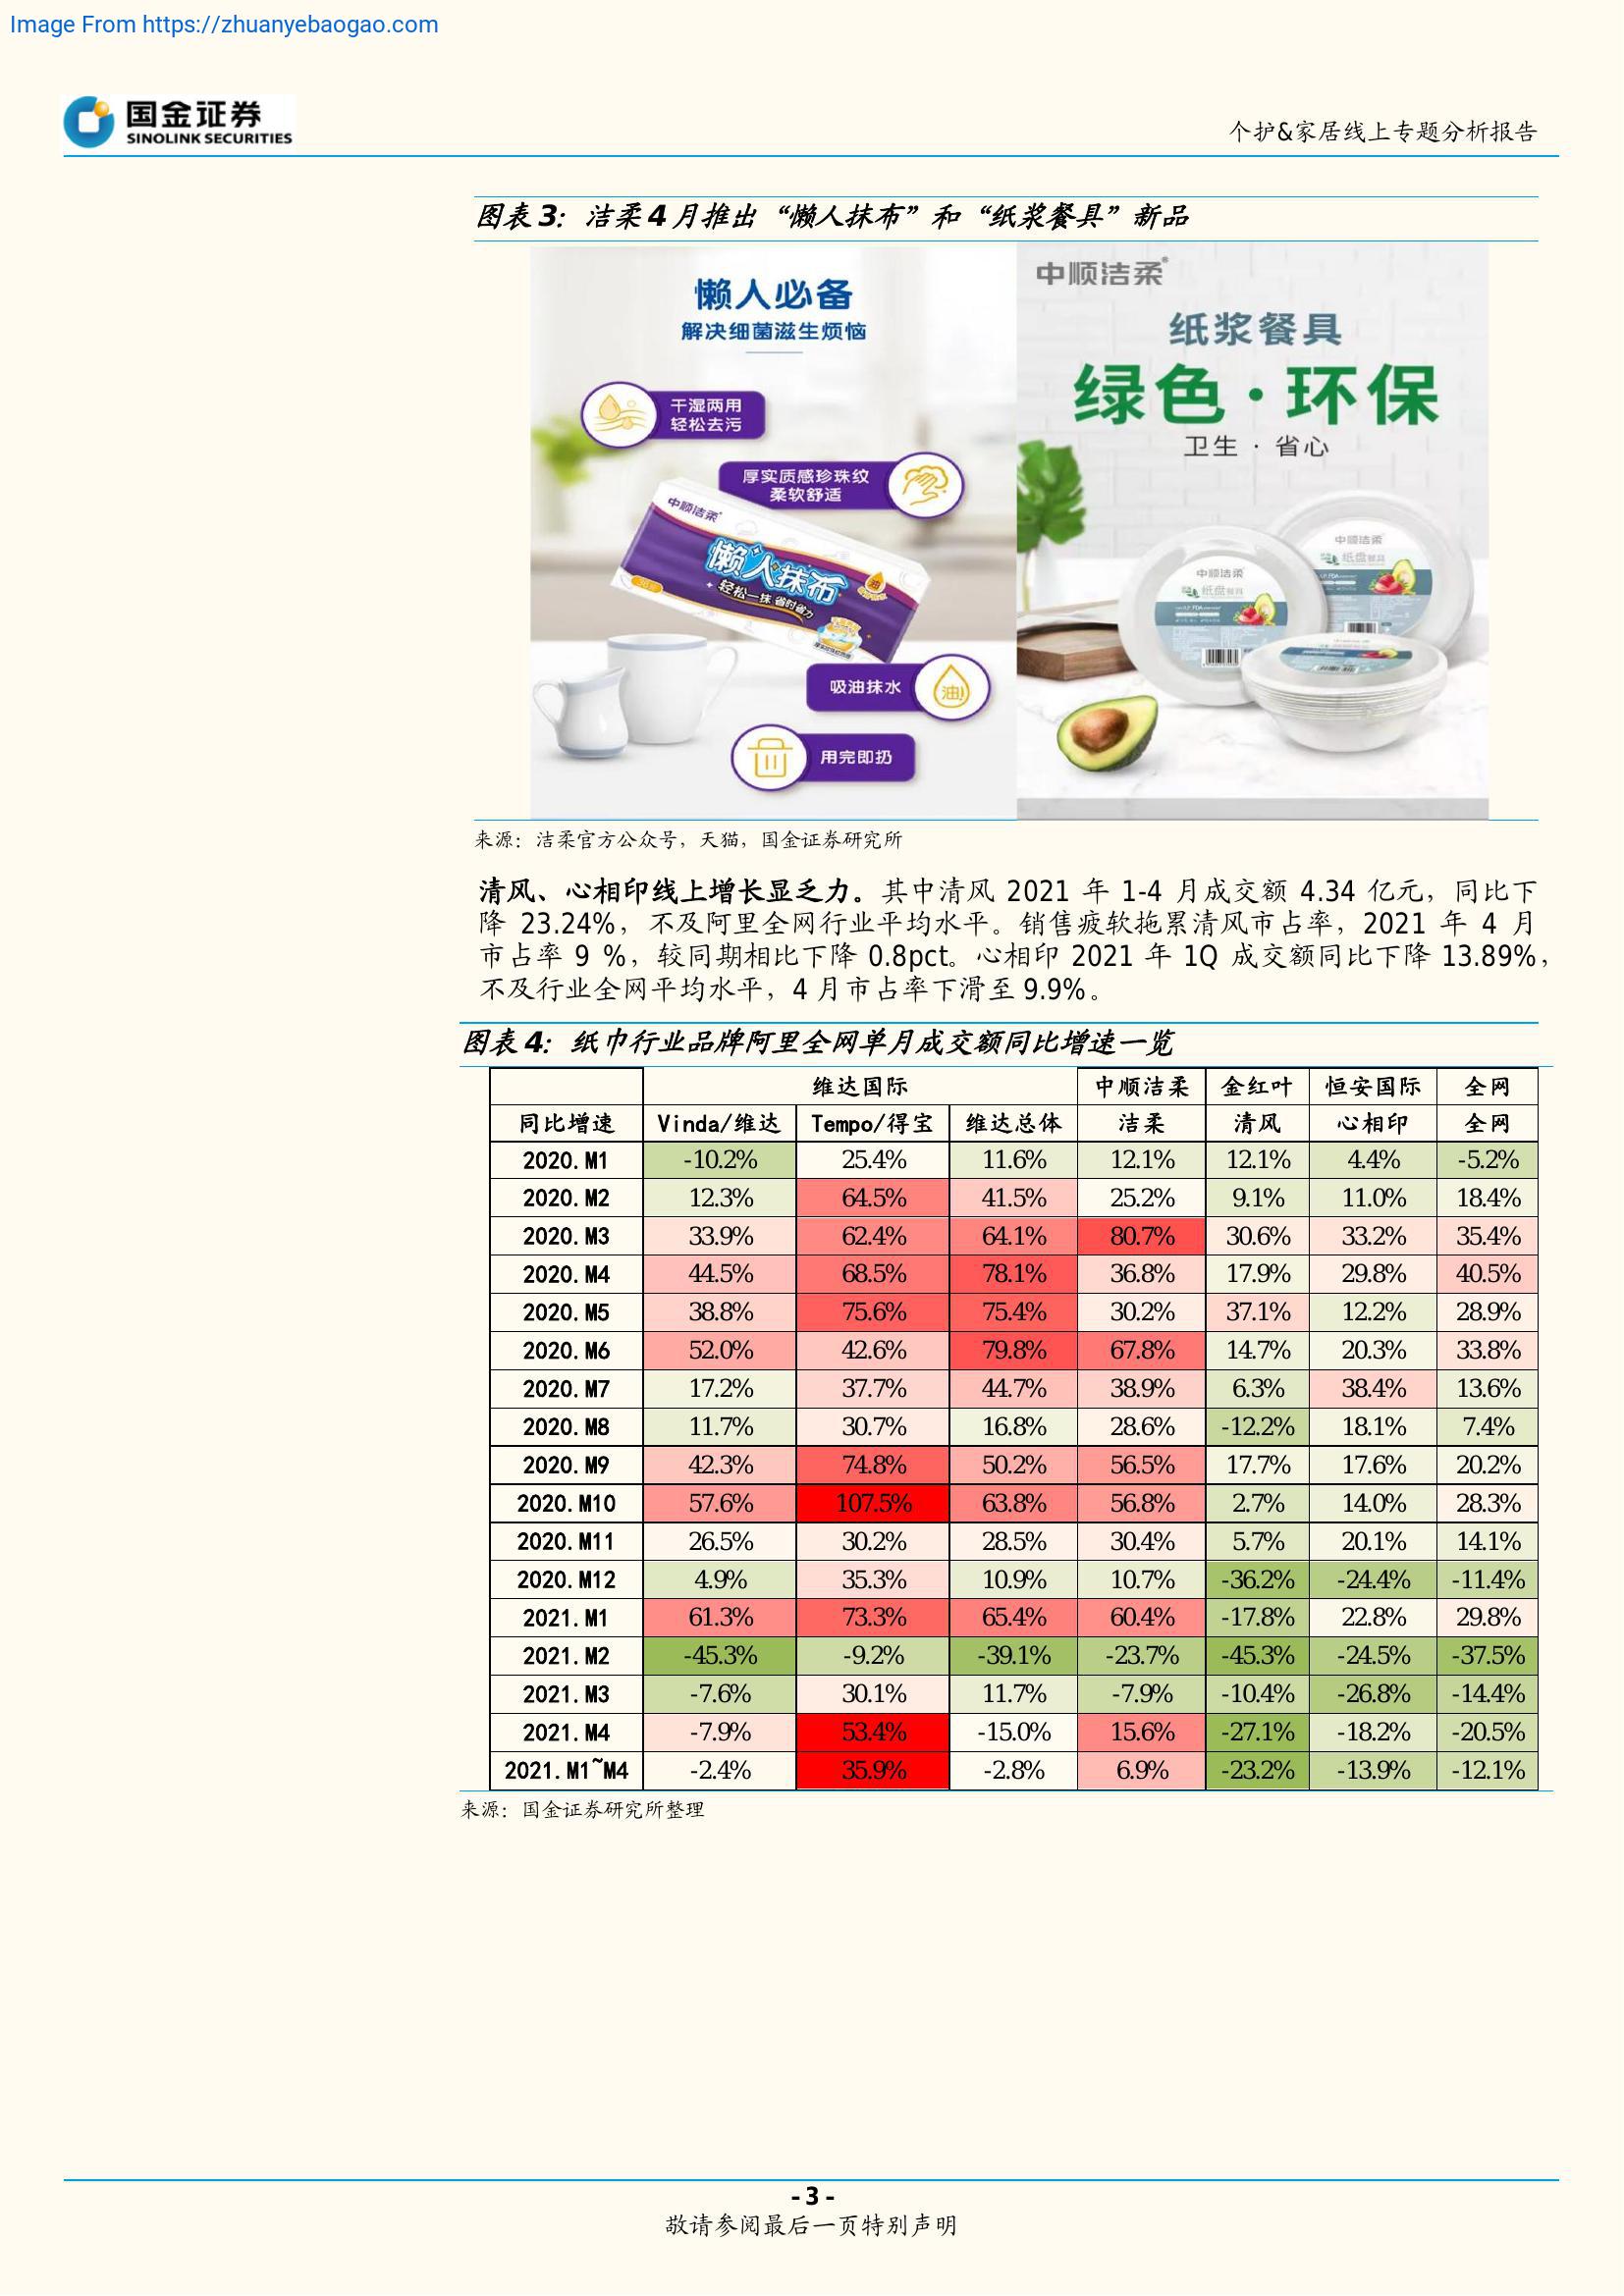 Image From https://zhuanyebaogao.com
国金证券
SINOLINK SECURITIES
个护&家居线上专题分析报告
图表 3：洁柔 4 月推出“懒人抹布”和“纸浆餐具”新品
懒人必备
解决细菌滋生烦恼
干湿两用
轻松去污
厚实质感珍珠纹
柔软舒适
中顺洁柔
懒人抹布
轻松一抹 省时省力
吸油抹水
油
用完即扔
中顺洁柔
纸浆餐具
绿色·环保
卫生 · 省心
中顺洁柔
纸盘
中顺洁柔
纸盘
来源：洁柔官方公众号，天猫，国金证券研究所
清风、心相印线上增长显乏力。其中清风 2021 年 1-4 月成交额 4.34 亿元，同比下
降 23.24%，不及阿里全网行业平均水平。销售疲软拖累清风市占率，2021 年 4 月
市占率 9 %，较同期相比下降 0.8pct。心相印 2021 年 1Q 成交额同比下降 13.89%，
不及行业全网平均水平，4 月市占率下滑至 9.9%。
图表 4：纸巾行业品牌阿里全网单月成交额同比增速一览
维达国际 中顺洁柔 金红叶 恒安国际 全网
同比增速 Vinda/维达 Tempo/得宝 维达总体 洁柔 清风 心相印 全网
2020.M1 -10.2% 25.4% 11.6% 12.1% 12.1% 4.4% -5.2%
2020.M2 12.3% 64.5% 41.5% 25.2% 9.1% 11.0% 18.4%
2020.M3 33.9% 62.4% 64.1% 80.7% 30.6% 33.2% 35.4%
2020.M4 44.5% 68.5% 78.1% 36.8% 17.9% 29.8% 40.5%
2020.M5 38.8% 75.6% 75.4% 30.2% 37.1% 12.2% 28.9%
2020.M6 52.0% 42.6% 79.8% 67.8% 14.7% 20.3% 33.8%
2020.M7 17.2% 37.7% 44.7% 38.9% 6.3% 38.4% 13.6%
2020.M8 11.7% 30.7% 16.8% 28.6% -12.2% 18.1% 7.4%
2020.M9 42.3% 74.8% 50.2% 56.5% 17.7% 17.6% 20.2%
2020.M10 57.6% 107.5% 63.8% 56.8% 2.7% 14.0% 28.3%
2020.M11 26.5% 30.2% 28.5% 30.4% 5.7% 20.1% 14.1%
2020.M12 4.9% 35.3% 10.9% 10.7% -36.2% -24.4% -11.4%
2021.M1 61.3% 73.3% 65.4% 60.4% -17.8% 22.8% 29.8%
2021.M2 -45.3% -9.2% -39.1% -23.7% -45.3% -24.5% -37.5%
2021.M3 -7.6% 30.1% 11.7% -7.9% -10.4% -26.8% -14.4%
2021.M4 -7.9% 53.4% -15.0% 15.6% -27.1% -18.2% -20.5%
2021.M1~M4 -2.4% 35.9% -2.8% 6.9% -23.2% -13.9% -12.1%
来源：国金证券研究所整理
- 3 -
敬请参阅最后一页特别声明